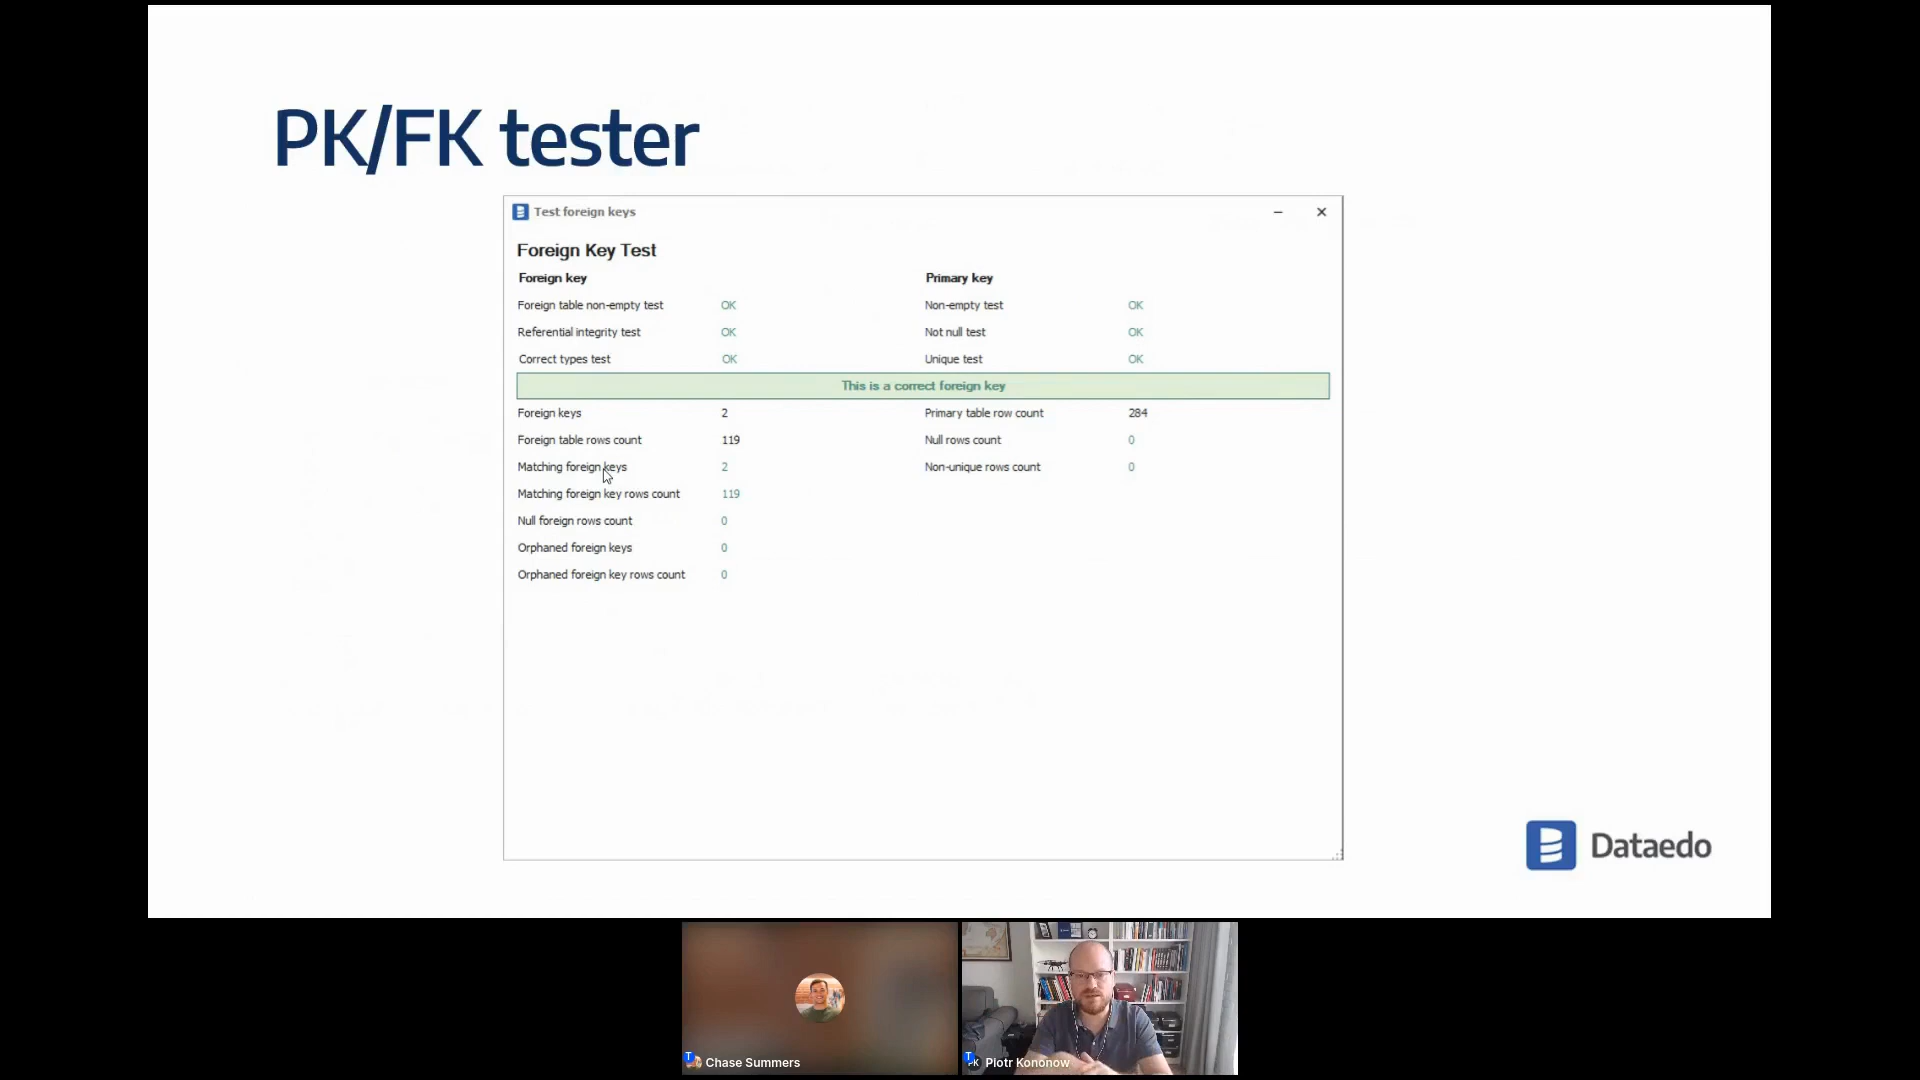 PK/FK tester
Test foreign keys
Foreign Key Test
Foreign key Primary key
Foreign table non-empty test OK Non-empty test OK
Referential integrity test OK Not null test OK
Correct types test OK Unique test OK
This is a correct foreign key
Foreign keys 2 Primary table row count 284
Foreign table rows count 119 Null rows count 0
Matching foreign keys 2 Non-unique rows count 0
Matching foreign key rows count 119
Null foreign rows count 0
Orphaned foreign keys 0
Orphaned foreign key rows count 0
Dataedo
T Chase Summers
T PK Piotr Kononow